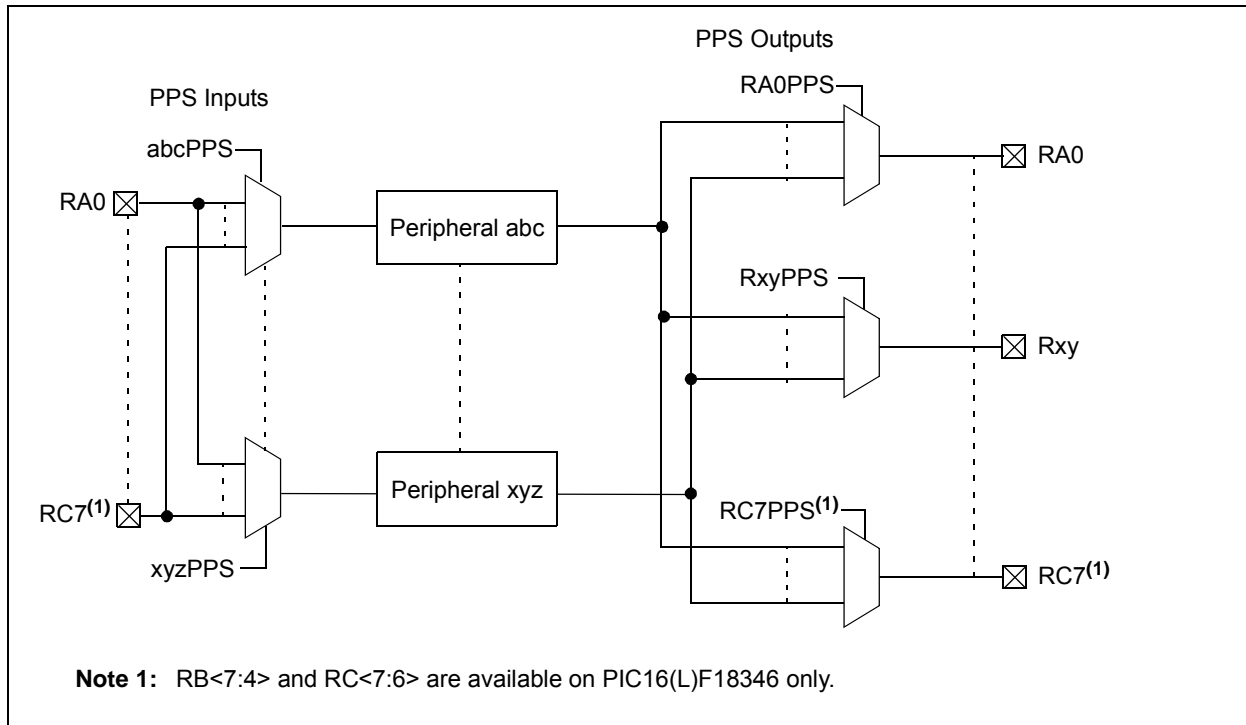 PPS Outputs
RA0PPS
PPS Inputs
abcPPS
RA0
RA0
Peripheral abc
RxyPPS
Rxy
Peripheral xyz
RC7(1)
RC7PPS(1)
xyzPPS
RC7(1)
Note 1: RB<7:4> and RC<7:6> are available on PIC16(L)F18346 only.